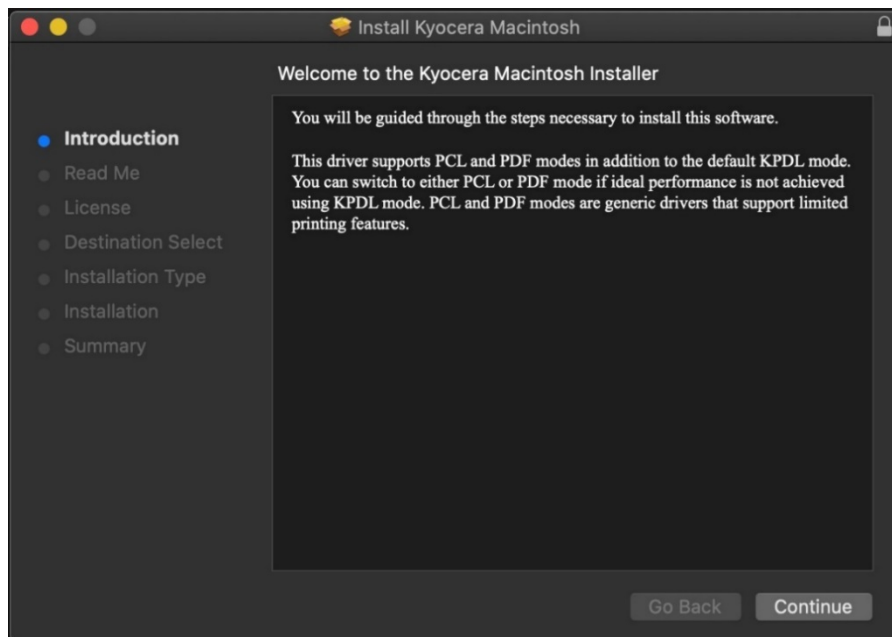 Install Kyocera Macintosh
Welcome to the Kyocera Macintosh Installer
Introduction
Read Me
License
Destination Select
Installation Type
Installation
Summary
You will be guided through the steps necessary to install this software.
This driver supports PCL and PDF modes in addition to the default KPDL mode.
You can switch to either PCL or PDF mode if ideal performance is not achieved
using KPDL mode. PCL and PDF modes are generic drivers that support limited
printing features.
Go Back
Continue